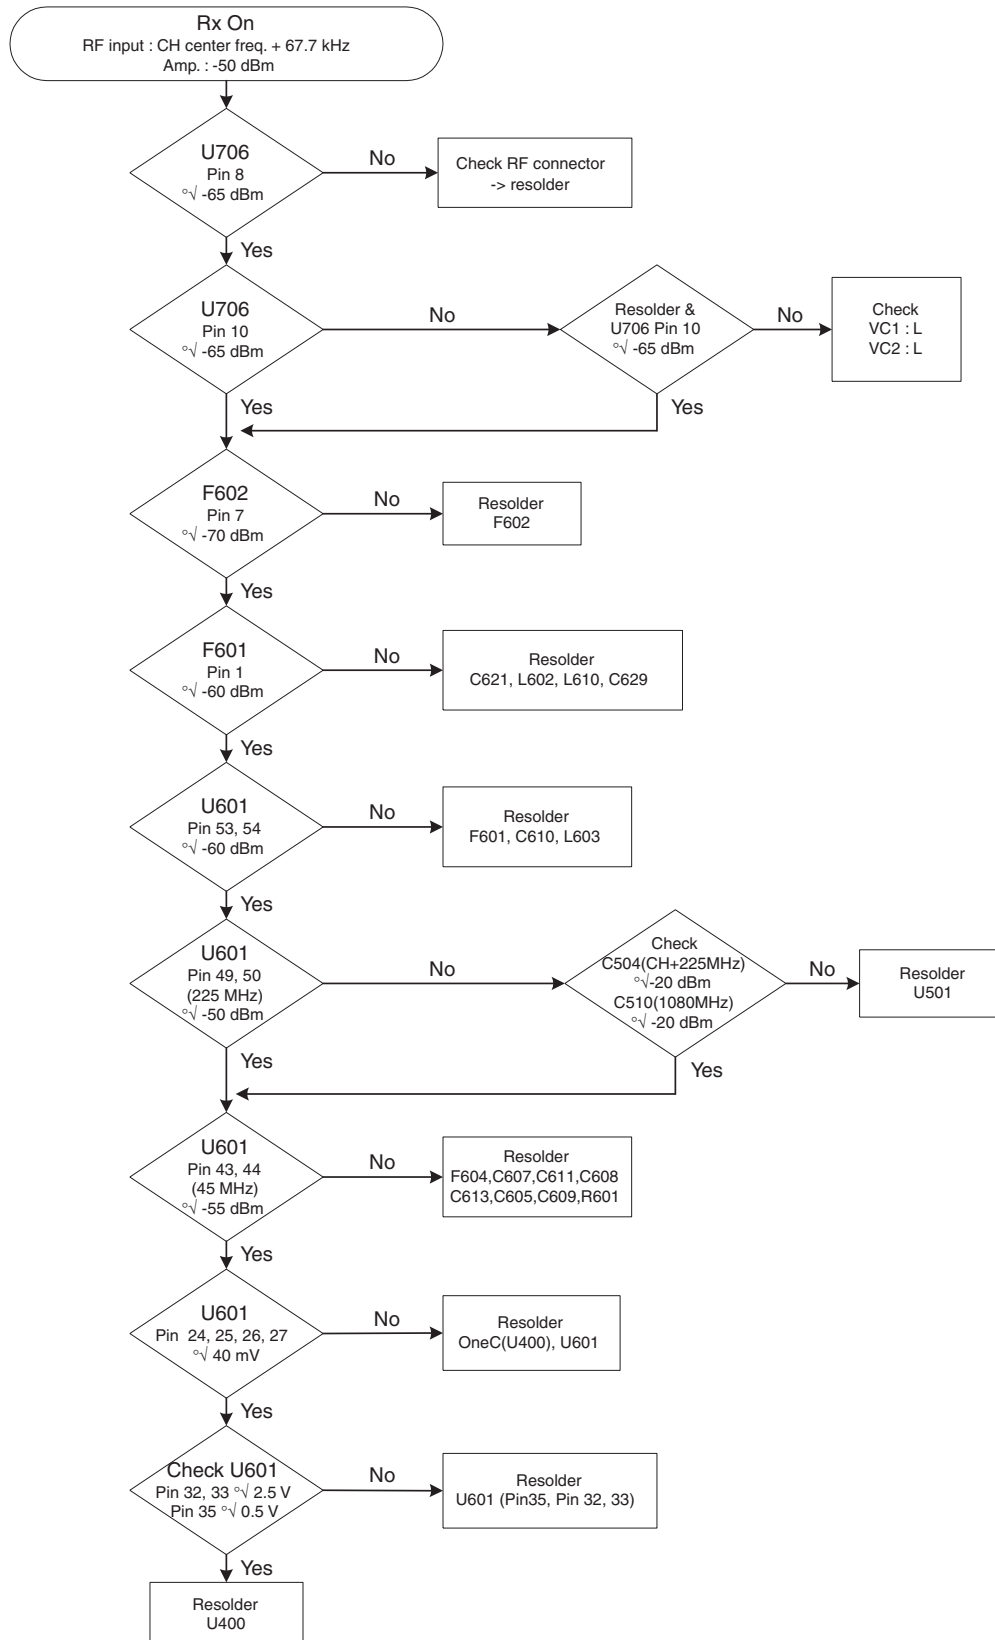 Rx On
RF input : CH center freq. + 67.7 kHz
Amp. : -50 dBm
U706
Pin 8
°√ -65 dBm
No
Check RF connector
-> resolder
Yes
U706
Pin 10
°√ -65 dBm
No
Resolder &
U706 Pin 10
°√ -65 dBm
No
Check
VC1 : L
VC2 : L
Yes
Yes
F602
Pin 7
°√ -70 dBm
No
Resolder
F602
Yes
F601
Pin 1
°√ -60 dBm
No
Resolder
C621, L602, L610, C629
Yes
U601
Pin 53, 54
°√ -60 dBm
No
Resolder
F601, C610, L603
Yes
U601
Pin 49, 50
(225 MHz)
°√ -50 dBm
No
Check
C504(CH+225MHz)
°√-20 dBm
C510(1080MHz)
°√ -20 dBm
No
Resolder
U501
Yes
Yes
U601
Pin 43, 44
(45 MHz)
°√ -55 dBm
No
Resolder
F604,C607,C611,C608
C613,C605,C609,R601
Yes
U601
Pin 24, 25, 26, 27
°√ 40 mV
No
Resolder
OneC(U400), U601
Yes
Check U601
Pin 32, 33 °√ 2.5 V
Pin 35 °√ 0.5 V
No
Resolder
U601 (Pin35, Pin 32, 33)
Yes
Resolder
U400